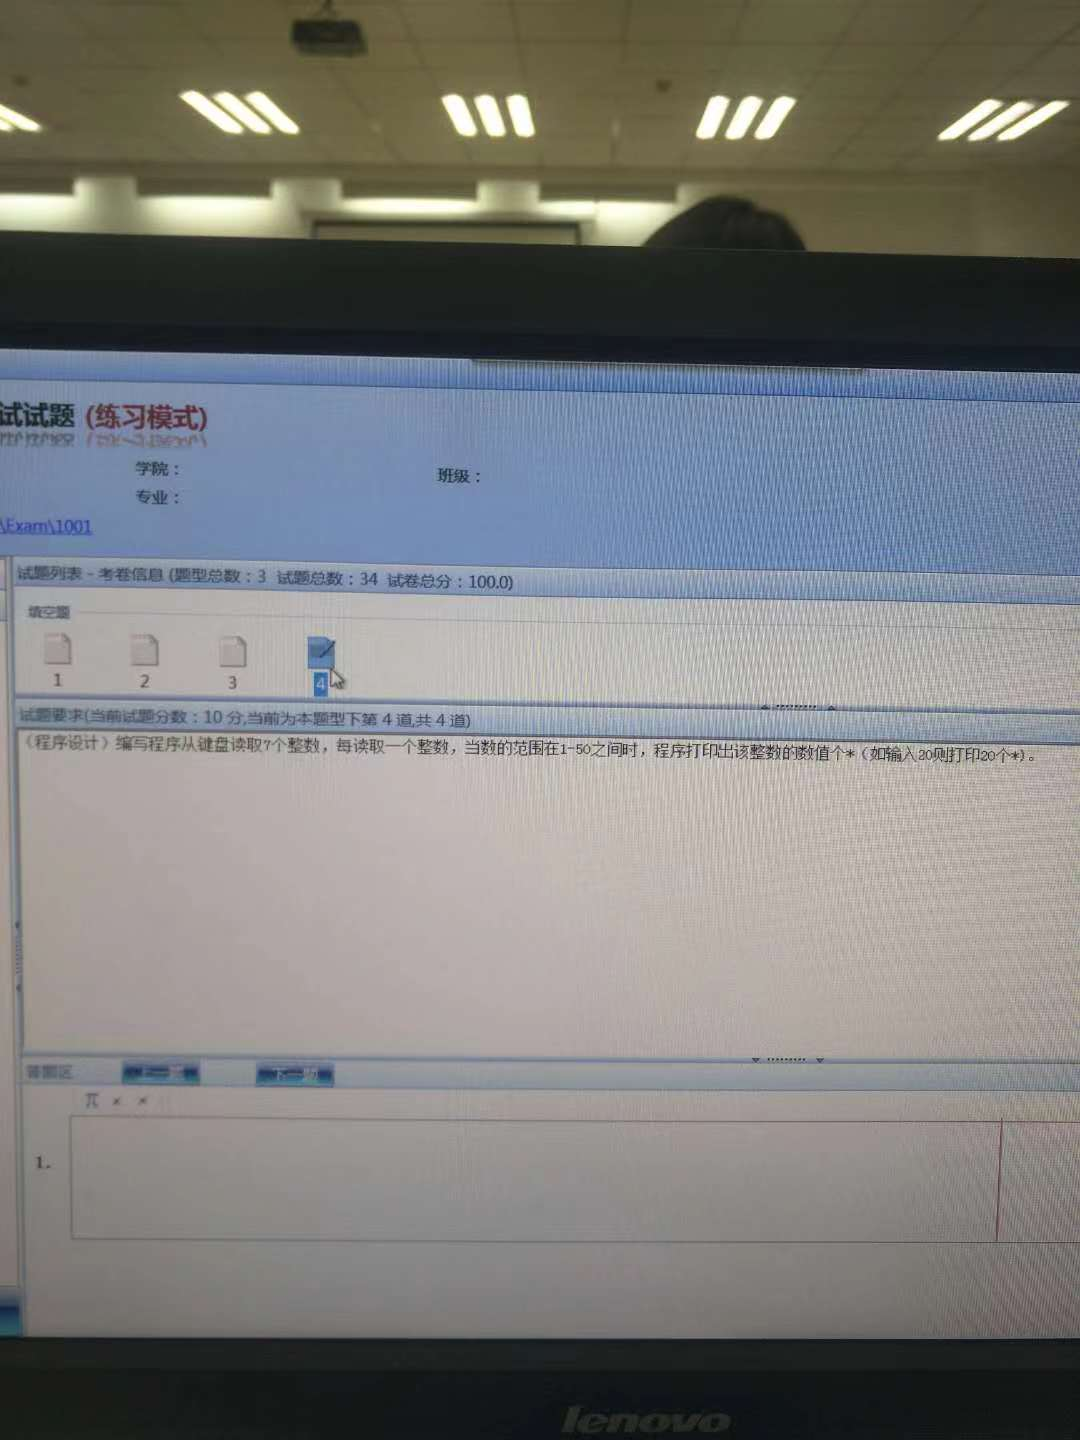 试试题 (练习模式)
学院：
班级：
专业：
\Exam\1001
试题列表 - 考卷信息 (题型总数：3 试题总数：34 试卷总分：100.0)
填空题
1
2
3
4
试题要求(当前试题分数：10 分,当前为本题型下第 4 道,共 4 道)
（程序设计）编写程序从键盘读取7个整数，每读取一个整数，当数的范围在1-50之间时，程序打印出该整数的数值个*（如输入20则打印20个*）。
答题区
下一题
π × ×
1.
lenovo